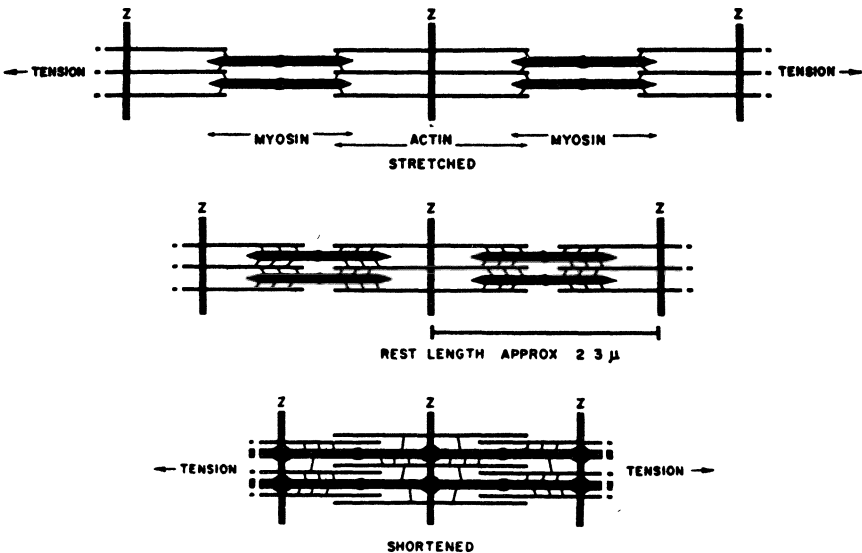 Z Z Z
TENSION TENSION
MYOSIN ACTIN MYOSIN
STRETCHED
Z Z Z
REST LENGTH APPROX 2 3 μ
Z Z Z
TENSION TENSION
SHORTENED